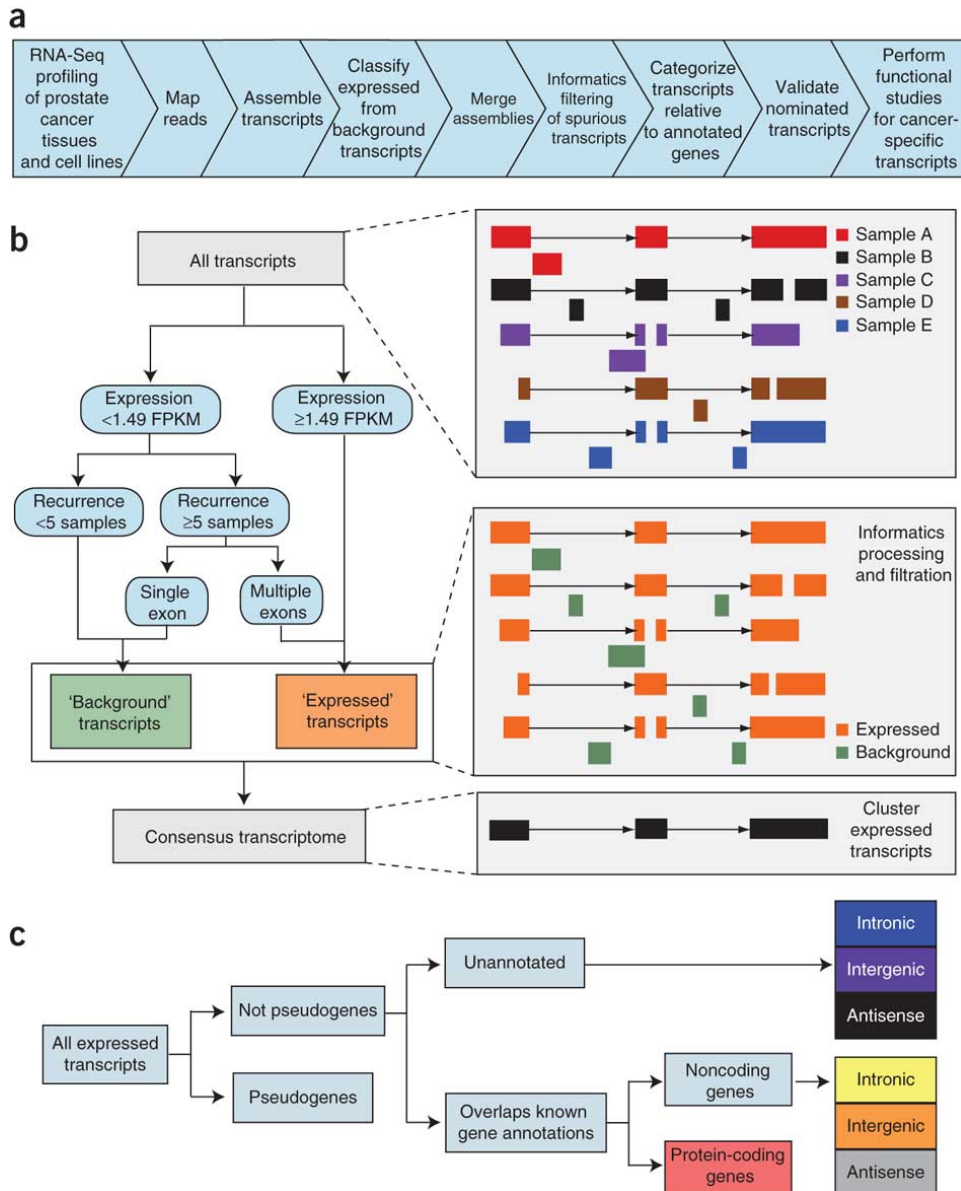 a
RNA-Seq
profiling
of prostate
cancer
tissues
and cell lines
Map
reads
Assemble
transcripts
Classify
expressed
from
background
transcripts
Merge
assemblies
Informatics
filtering
of spurious
transcripts
Categorize
transcripts
relative
to annotated
genes
Validate
nominated
transcripts
Perform
functional
studies
for cancer-
specific
transcripts
b
All transcripts
Expression
<1.49 FPKM
Expression
≥1.49 FPKM
Recurrence
<5 samples
Recurrence
≥5 samples
Single
exon
Multiple
exons
‘Background’
transcripts
‘Expressed’
transcripts
Consensus transcriptome
Sample A
Sample B
Sample C
Sample D
Sample E
Informatics
processing
and filtration
Expressed
Background
Cluster
expressed
transcripts
c
All expressed
transcripts
Not pseudogenes
Pseudogenes
Unannotated
Overlaps known
gene annotations
Noncoding
genes
Protein-coding
genes
Intronic
Intergenic
Antisense
Intronic
Intergenic
Antisense